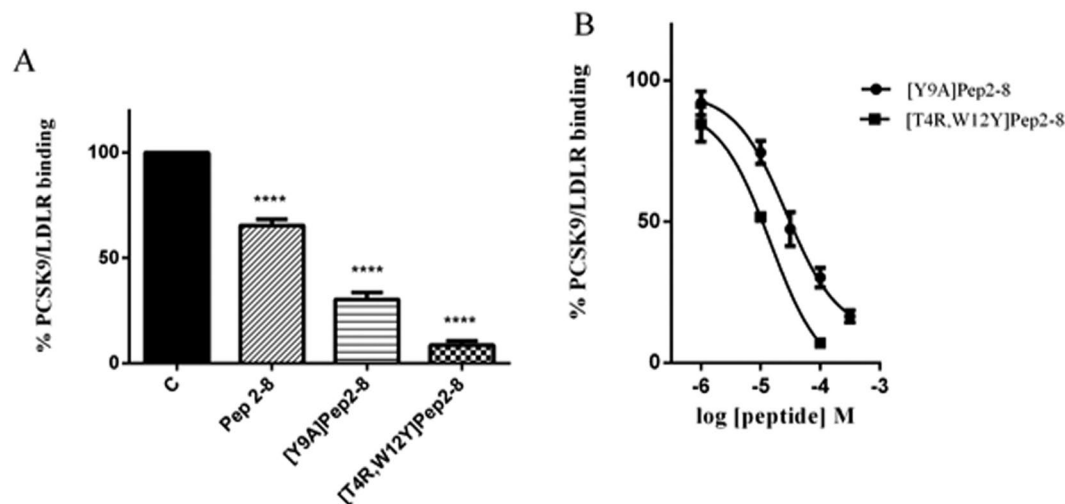 A
% PCSK9/LDLR binding
100
50
0
****
****
****
C
Pep 2-8
[Y9A]Pep2-8
[T4R,W12Y]Pep2-8
B
% PCSK9/LDLR binding
100
50
0
-6 -5 -4 -3
log [peptide] M
[Y9A]Pep2-8
[T4R,W12Y]Pep2-8